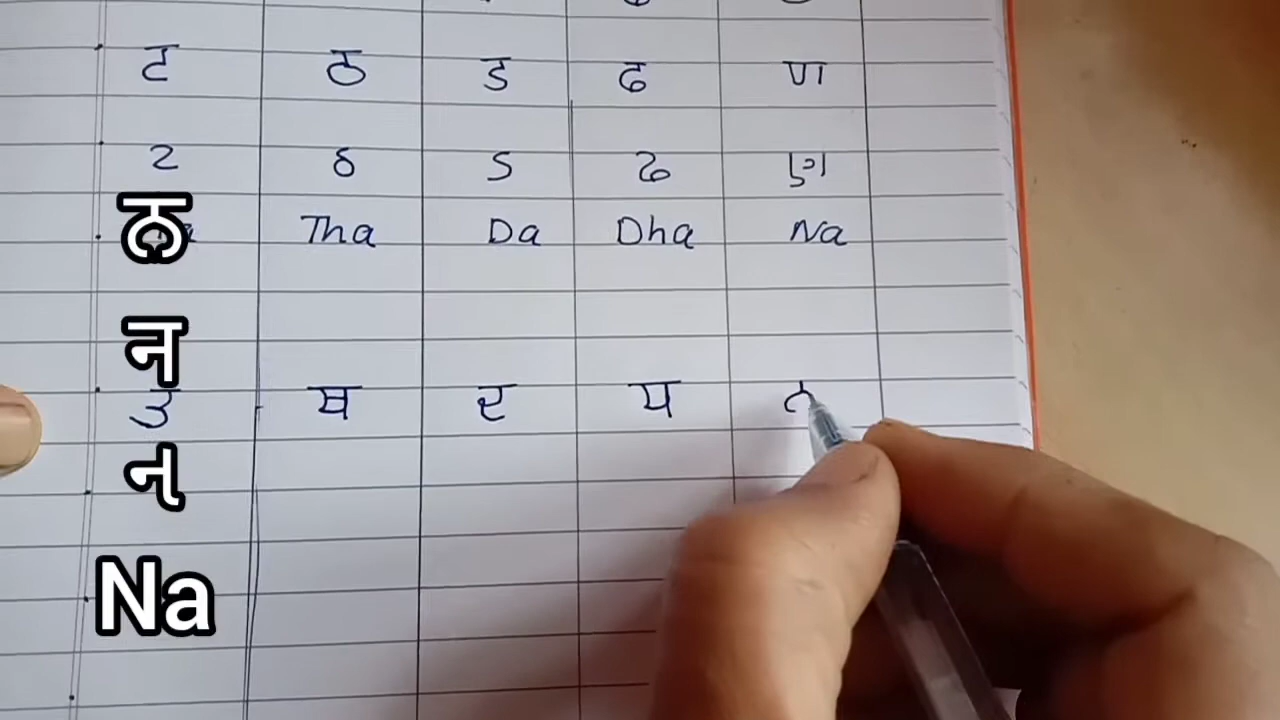 ट ठ ड ढ ण
ટ ઠ ડ ઢ ણ
Tha Da Dha Na
ਤ ਥ ਦ ਧ
ਨ
न
ન
Na